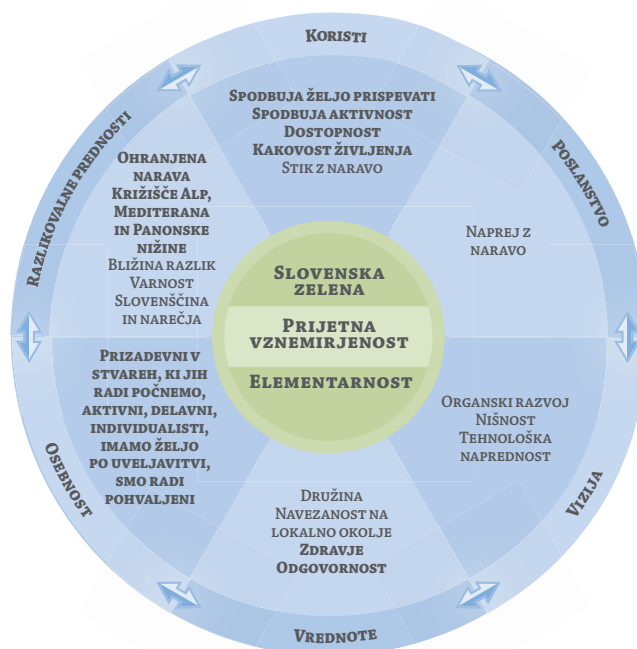 Koristi
Spodbuja željo prispevati
Spodbuja aktivnost
Dostopnost
Kakovost življenja
Stik z naravo
Poslanstvo
Naprej z
naravo
Vizija
Organski razvoj
Nišnost
Tehnološka
naprednost
Vrednote
Družina
Navezanost na
lokalno okolje
Zdravje
Odgovornost
Osebnost
Prizadevni v
stvareh, ki jih
radi počnemo,
aktivni, delavni,
individualisti,
imamo željo
po uveljavitvi,
smo radi
pohvaljeni
Razlikovalne prednosti
Ohranjena
narava
Križišče Alp,
Mediterana
in Panonske
nižine
Bližina razlik
Varnost
Slovenščina
in narečja
Slovenska
zelena
Prijetna
vznemirjenost
Elementarnost